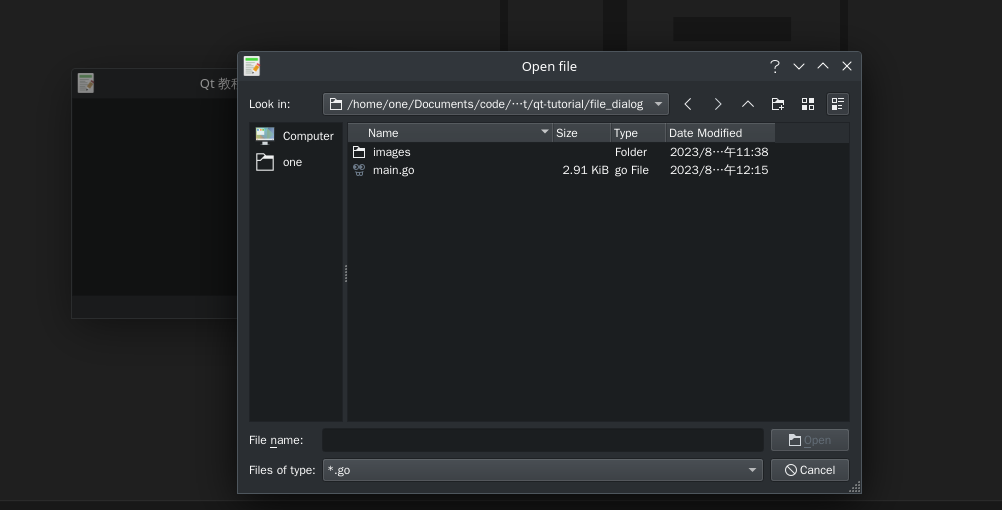 Qt 教程
Open file
Look in:
/home/one/Documents/code/···t/qt-tutorial/file_dialog
Computer
one
Name Size Type Date Modified
images Folder 2023/8···午11:38
main.go 2.91 KiB go File 2023/8···午12:15
File name:
Open
Files of type:
*.go
Cancel